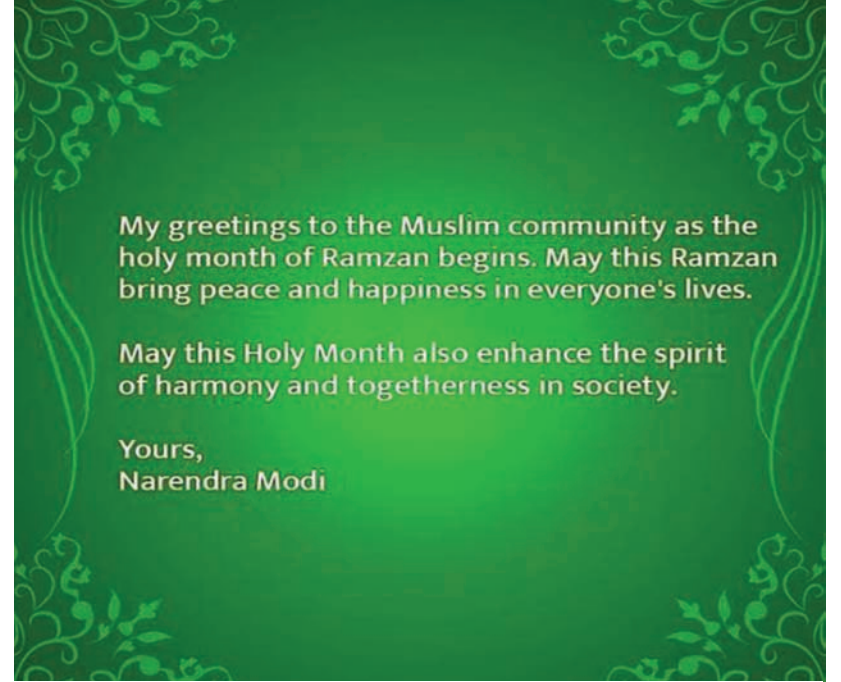 My greetings to the Muslim community as the
holy month of Ramzan begins. May this Ramzan
bring peace and happiness in everyone's lives.
May this Holy Month also enhance the spirit
of harmony and togetherness in society.
Yours,
Narendra Modi